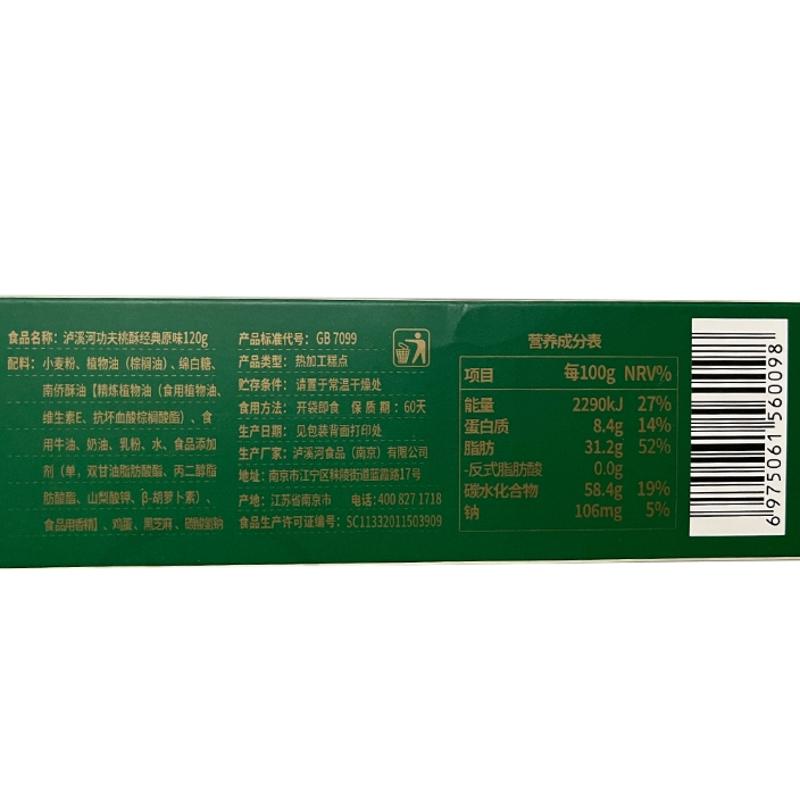 食品名称：泸溪河功夫桃酥经典原味120g
配料：小麦粉、植物油（棕榈油）、绵白糖、
南侨酥油【精炼植物油（食用植物油、
维生素E、抗坏血酸棕榈酸酯）、食
用牛油、奶油、乳粉、水、食品添加
剂（单，双甘油脂肪酸酯、丙二醇脂
肪酸酯、山梨酸钾、β-胡萝卜素）、
食品用香精】、鸡蛋、黑芝麻、碳酸氢钠
产品标准代号：GB 7099
产品类型：热加工糕点
贮存条件：请置于常温干燥处
食用方法：开袋即食 保质期：60天
生产日期：见包装背面打印处
生产厂家：泸溪河食品（南京）有限公司
地址：南京市江宁区秣陵街道蓝霞路17号
产地：江苏省南京市 电话:400 827 1718
食品生产许可证编号：SC11332011503909
营养成分表
项目 每100g NRV%
能量 2290kJ 27%
蛋白质 8.4g 14%
脂肪 31.2g 52%
-反式脂肪酸 0.0g
碳水化合物 58.4g 19%
钠 106mg 5%
6 975061 560098